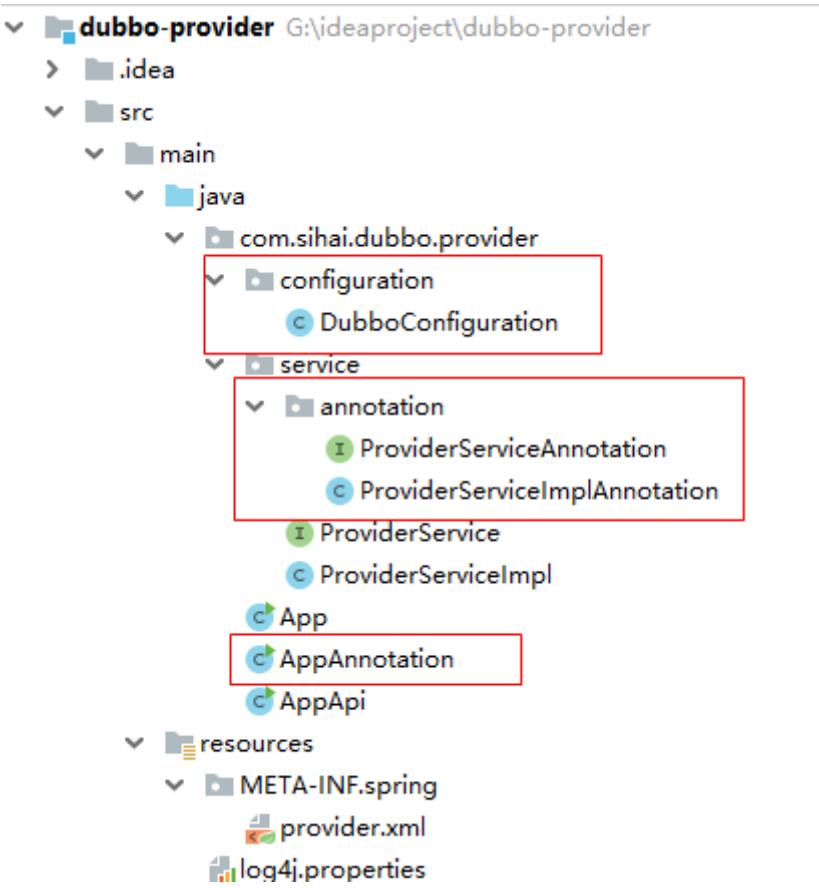 dubbo-provider G:\ideaproject\dubbo-provider
.idea
src
main
java
com.sihai.dubbo.provider
configuration
C DubboConfiguration
service
annotation
I ProviderServiceAnnotation
C ProviderServiceImplAnnotation
I ProviderService
C ProviderServiceImpl
C App
C AppAnnotation
C AppApi
resources
META-INF.spring
provider.xml
log4j.properties